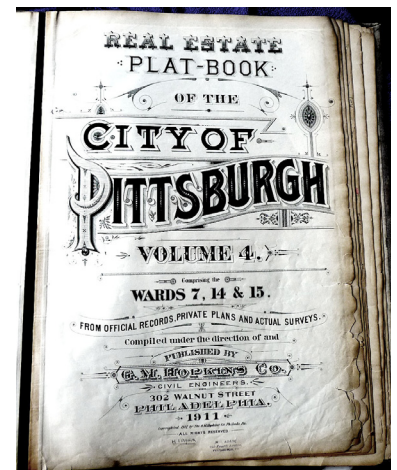 REAL ESTATE
PLAT-BOOK
OF THE
CITY OF
PITTSBURGH
VOLUME 4.
Comprising the
WARDS 7, 14 & 15.
FROM OFFICIAL RECORDS, PRIVATE PLANS AND ACTUAL SURVEYS.
Compiled under the direction of and
PUBLISHED BY
G. M. HOPKINS CO.
CIVIL ENGINEERS.
302 WALNUT STREET
PHILADELPHIA.
1911
ALL RIGHTS RESERVED